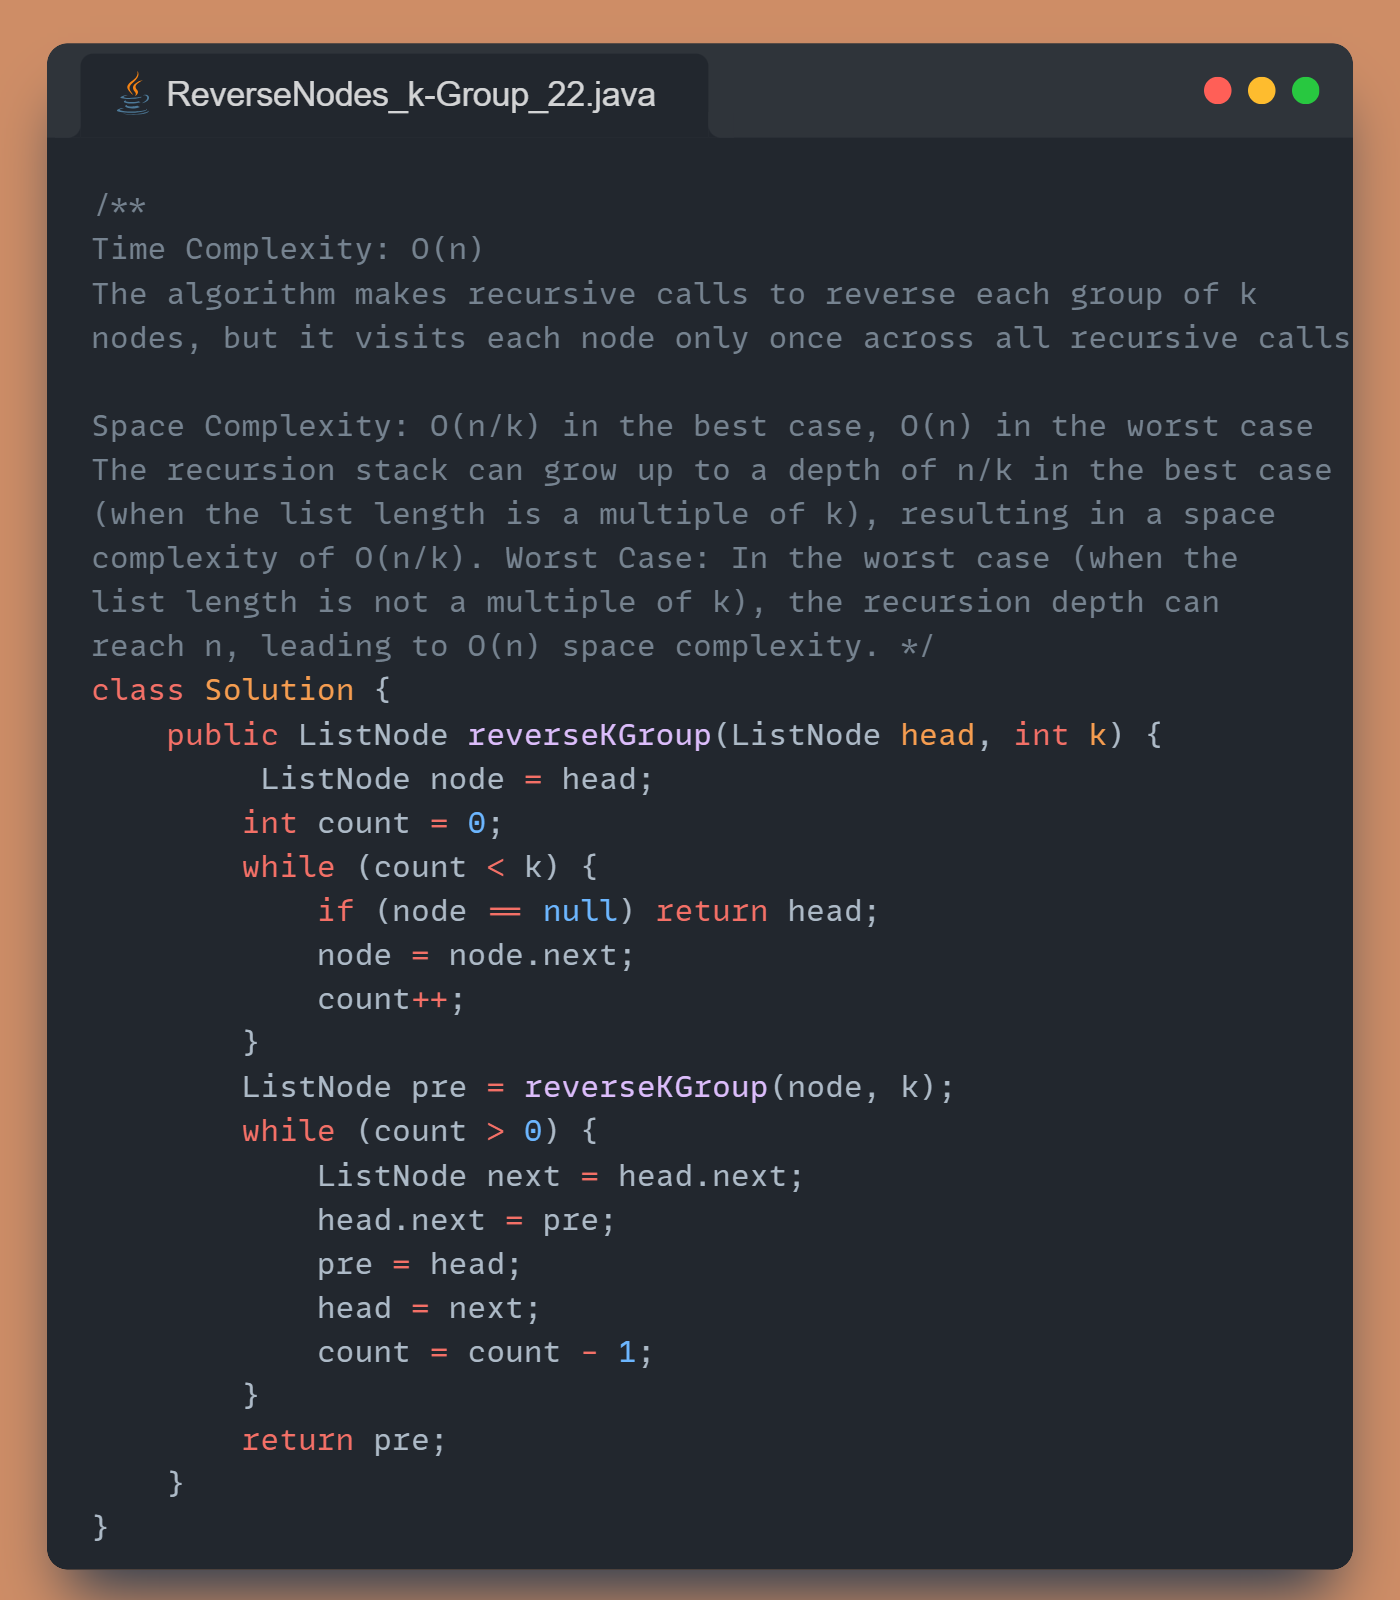 ReverseNodes_k-Group_22.java
/**
Time Complexity: O(n)
The algorithm makes recursive calls to reverse each group of k
nodes, but it visits each node only once across all recursive calls

Space Complexity: O(n/k) in the best case, O(n) in the worst case
The recursion stack can grow up to a depth of n/k in the best case
(when the list length is a multiple of k), resulting in a space
complexity of O(n/k). Worst Case: In the worst case (when the
list length is not a multiple of k), the recursion depth can
reach n, leading to O(n) space complexity. */
class Solution {
    public ListNode reverseKGroup(ListNode head, int k) {
         ListNode node = head;
        int count = 0;
        while (count < k) {
            if (node == null) return head;
            node = node.next;
            count++;
        }
        ListNode pre = reverseKGroup(node, k);
        while (count > 0) {
            ListNode next = head.next;
            head.next = pre;
            pre = head;
            head = next;
            count = count - 1;
        }
        return pre;
    }
}